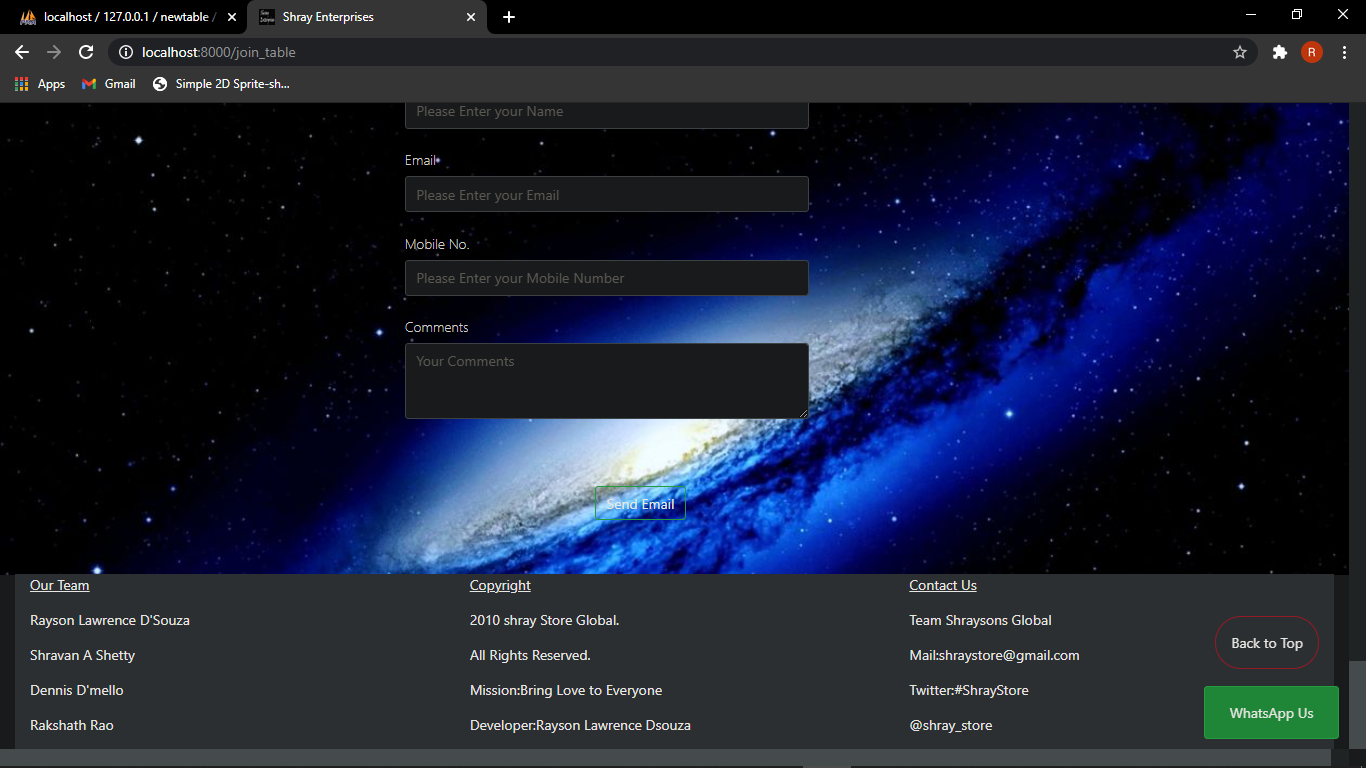 localhost / 127.0.0.1 / newtable /
Shray Enterprises
localhost:8000/join_table
R
Apps
Gmail
Simple 2D Sprite-sh...
Please Enter your Name
Email
Please Enter your Email
Mobile No.
Please Enter your Mobile Number
Comments
Your Comments
Send Email
Our Team
Rayson Lawrence D'Souza
Shravan A Shetty
Dennis D'mello
Rakshath Rao
Copyright
2010 shray Store Global.
All Rights Reserved.
Mission:Bring Love to Everyone
Developer:Rayson Lawrence Dsouza
Contact Us
Team Shraysons Global
Mail:shraystore@gmail.com
Twitter:#ShrayStore
@shray_store
Back to Top
WhatsApp Us